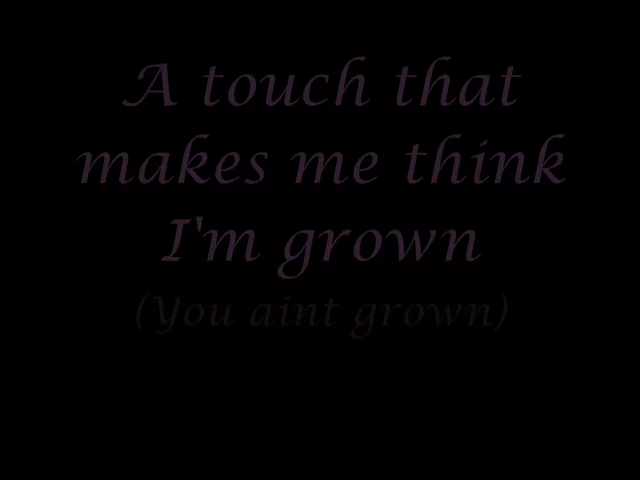 A touch that
makes me think
I'm grown
(You aint grown)